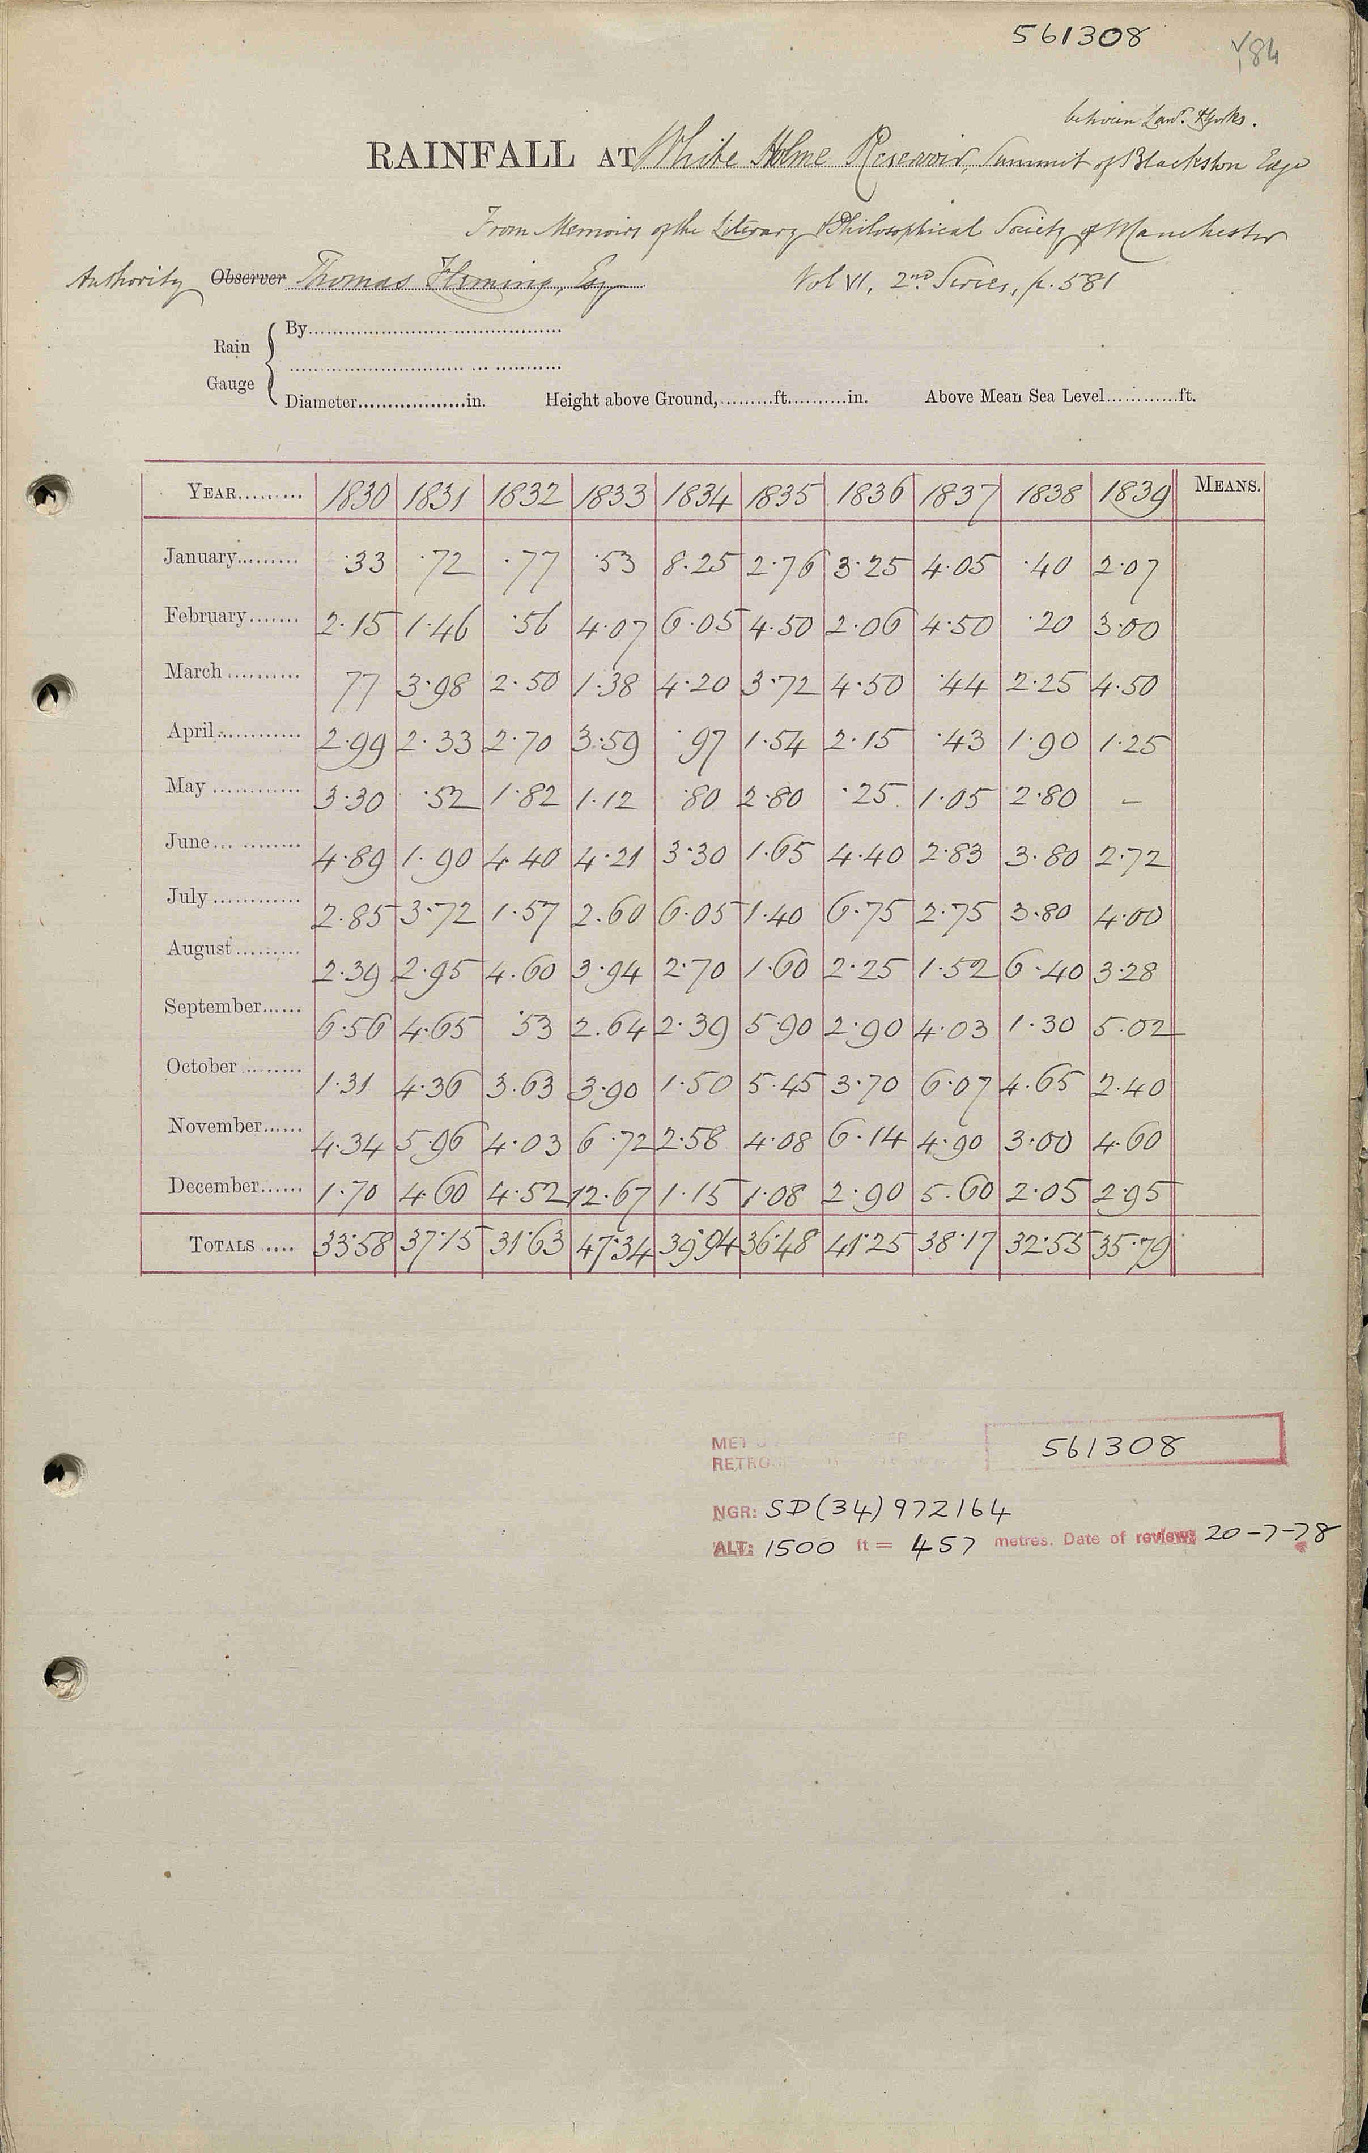 561308
84
between Lanc. & Yorks.
RAINFALL AT White Holme Reservoir, Summit of Blackston Edge
From Memoirs of the Literary & Philosophical Society of Manchester
Authority Observer Thomas Fleming, Esq Vol VI, 2nd Series, p. 581
Rain Gauge
By
Diameter in. Height above Ground, ft. in. Above Mean Sea Level ft.
YEAR 1830 1831 1832 1833 1834 1835 1836 1837 1838 1839 MEANS.
January .33 .72 .77 .53 8.25 2.76 3.25 4.05 .40 2.07
February 2.15 1.46 .56 4.07 6.05 4.50 2.06 4.50 .20 3.00
March 77 3.98 2.50 1.38 4.20 3.72 4.50 .44 2.25 4.50
April 2.99 2.33 2.70 3.59 .97 1.54 2.15 .43 1.90 1.25
May 3.30 .52 1.82 1.12 .80 2.80 .25 1.05 2.80 –
June 4.89 1.90 4.40 4.21 3.30 1.65 4.40 2.83 3.80 2.72
July 2.85 3.72 1.57 2.60 6.05 1.40 6.75 2.75 3.80 4.00
August 2.39 2.95 4.60 3.94 2.70 1.60 2.25 1.52 6.40 3.28
September 6.56 4.65 .53 2.64 2.39 5.90 2.90 4.03 1.30 5.02
October 1.31 4.36 3.63 3.90 1.50 5.45 3.70 6.07 4.65 2.40
November 4.34 5.96 4.03 6.72 2.58 4.08 6.14 4.90 3.00 4.60
December 1.70 4.60 4.52 12.67 1.15 1.08 2.90 5.60 2.05 2.95
TOTALS 33.58 37.15 31.63 47.34 39.94 36.48 41.25 38.17 32.55 35.79
MET
RETRO
561308
NGR: SD (34) 972164
ALT: 1500 ft = 457 metres. Date of review: 20-7-78